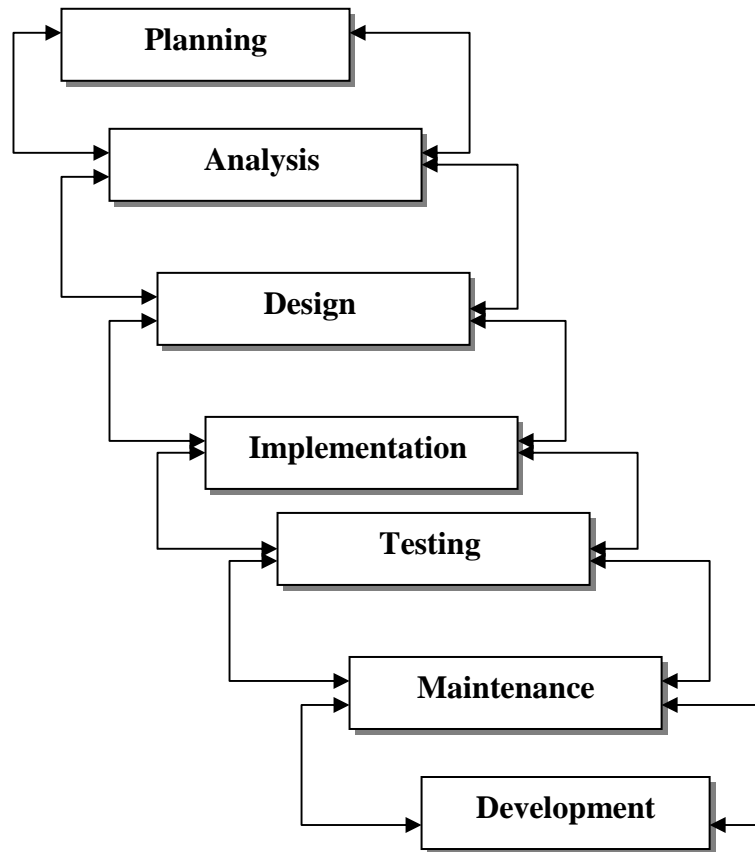 Planning
Analysis
Design
Implementation
Testing
Maintenance
Development